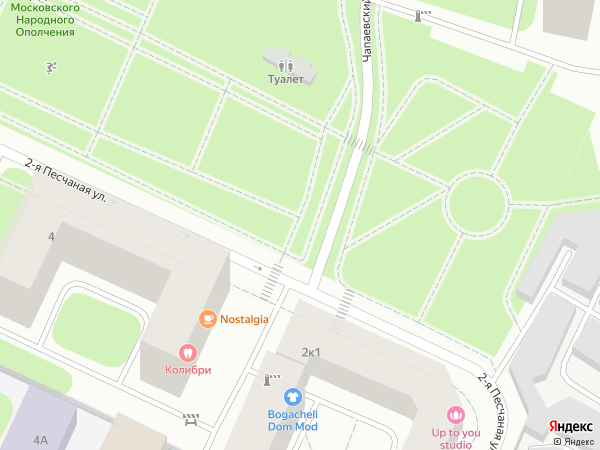 Московского
Народного
Ополчения
Чапаевский
Туалет
2-я Песчаная ул.
4
Nostalgia
Колибри
2к1
Bogacheli
Dom Mod
2-я Песчаная у
Up to you
studio
4А
Яндекс
© Яндекс